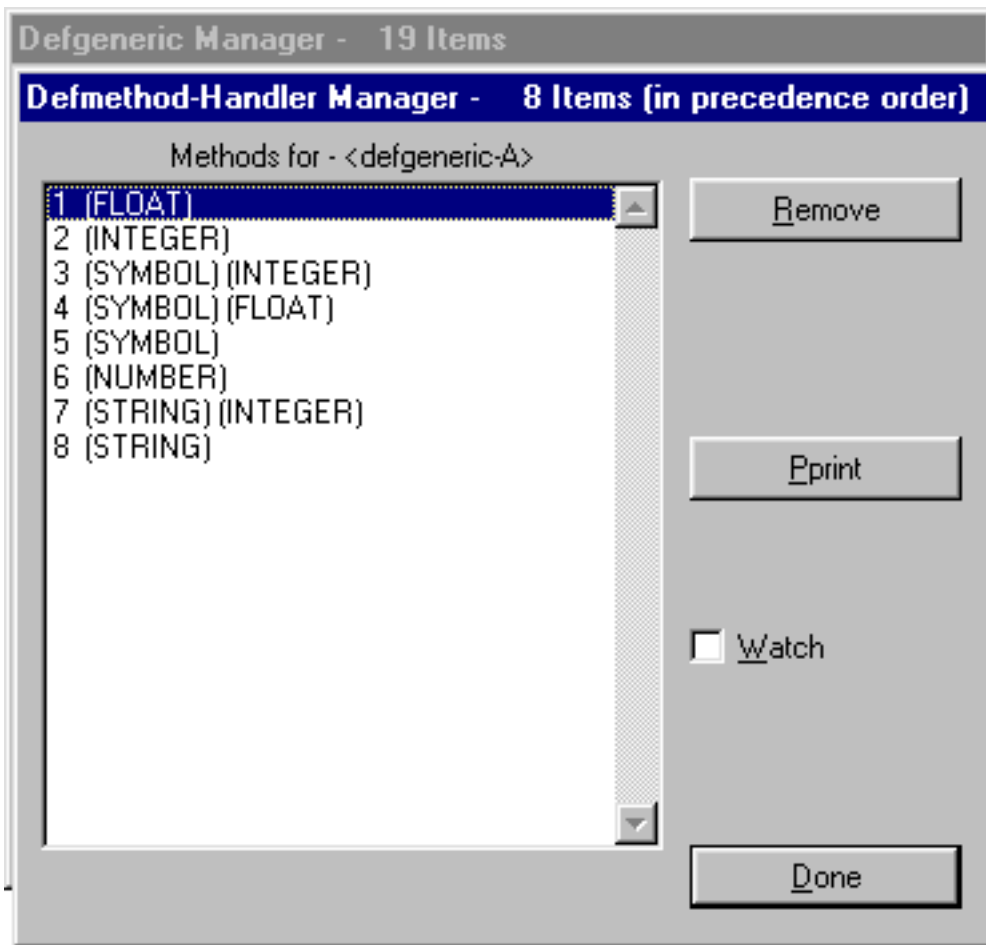 Defgeneric Manager - 19 Items
Defmethod-Handler Manager - 8 Items (in precedence order)
Methods for - <defgeneric-A>
1 (FLOAT)
2 (INTEGER)
3 (SYMBOL) (INTEGER)
4 (SYMBOL) (FLOAT)
5 (SYMBOL)
6 (NUMBER)
7 (STRING) (INTEGER)
8 (STRING)
Remove
Pprint
Watch
Done